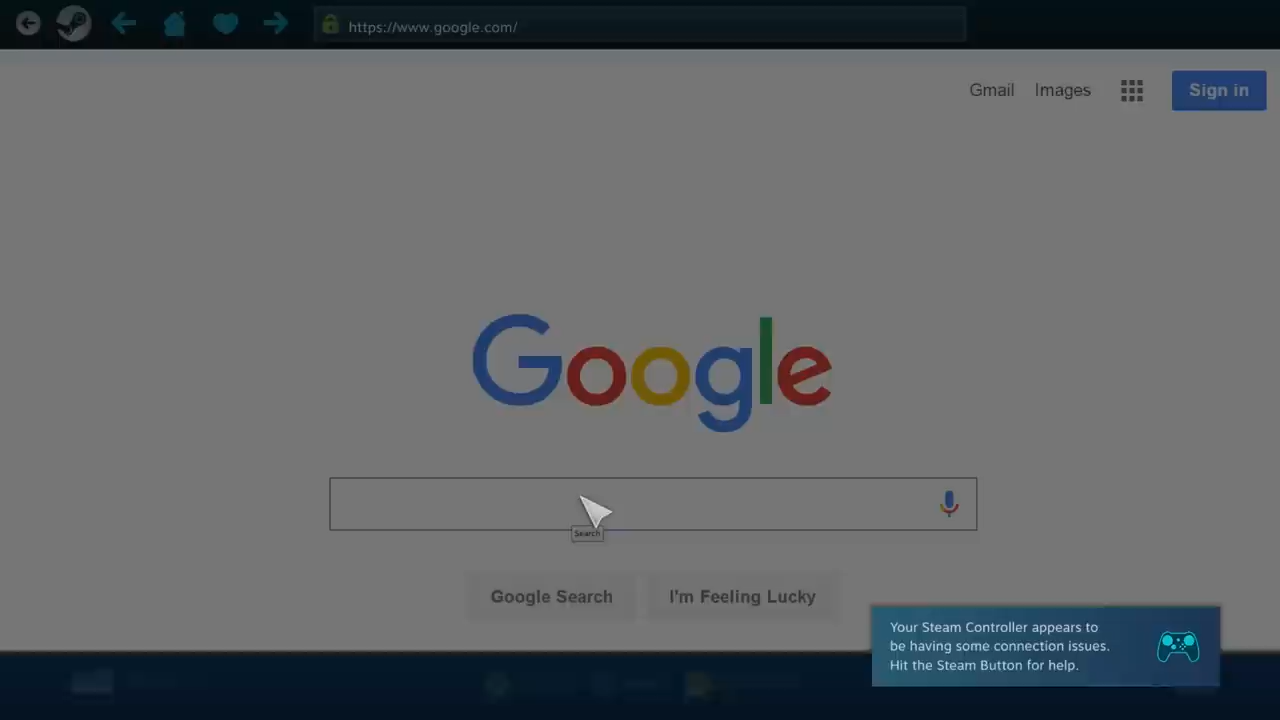 https://www.google.com/
Gmail Images Sign in
Google
Search
Google Search I'm Feeling Lucky
Your Steam Controller appears to
be having some connection issues.
Hit the Steam Button for help.